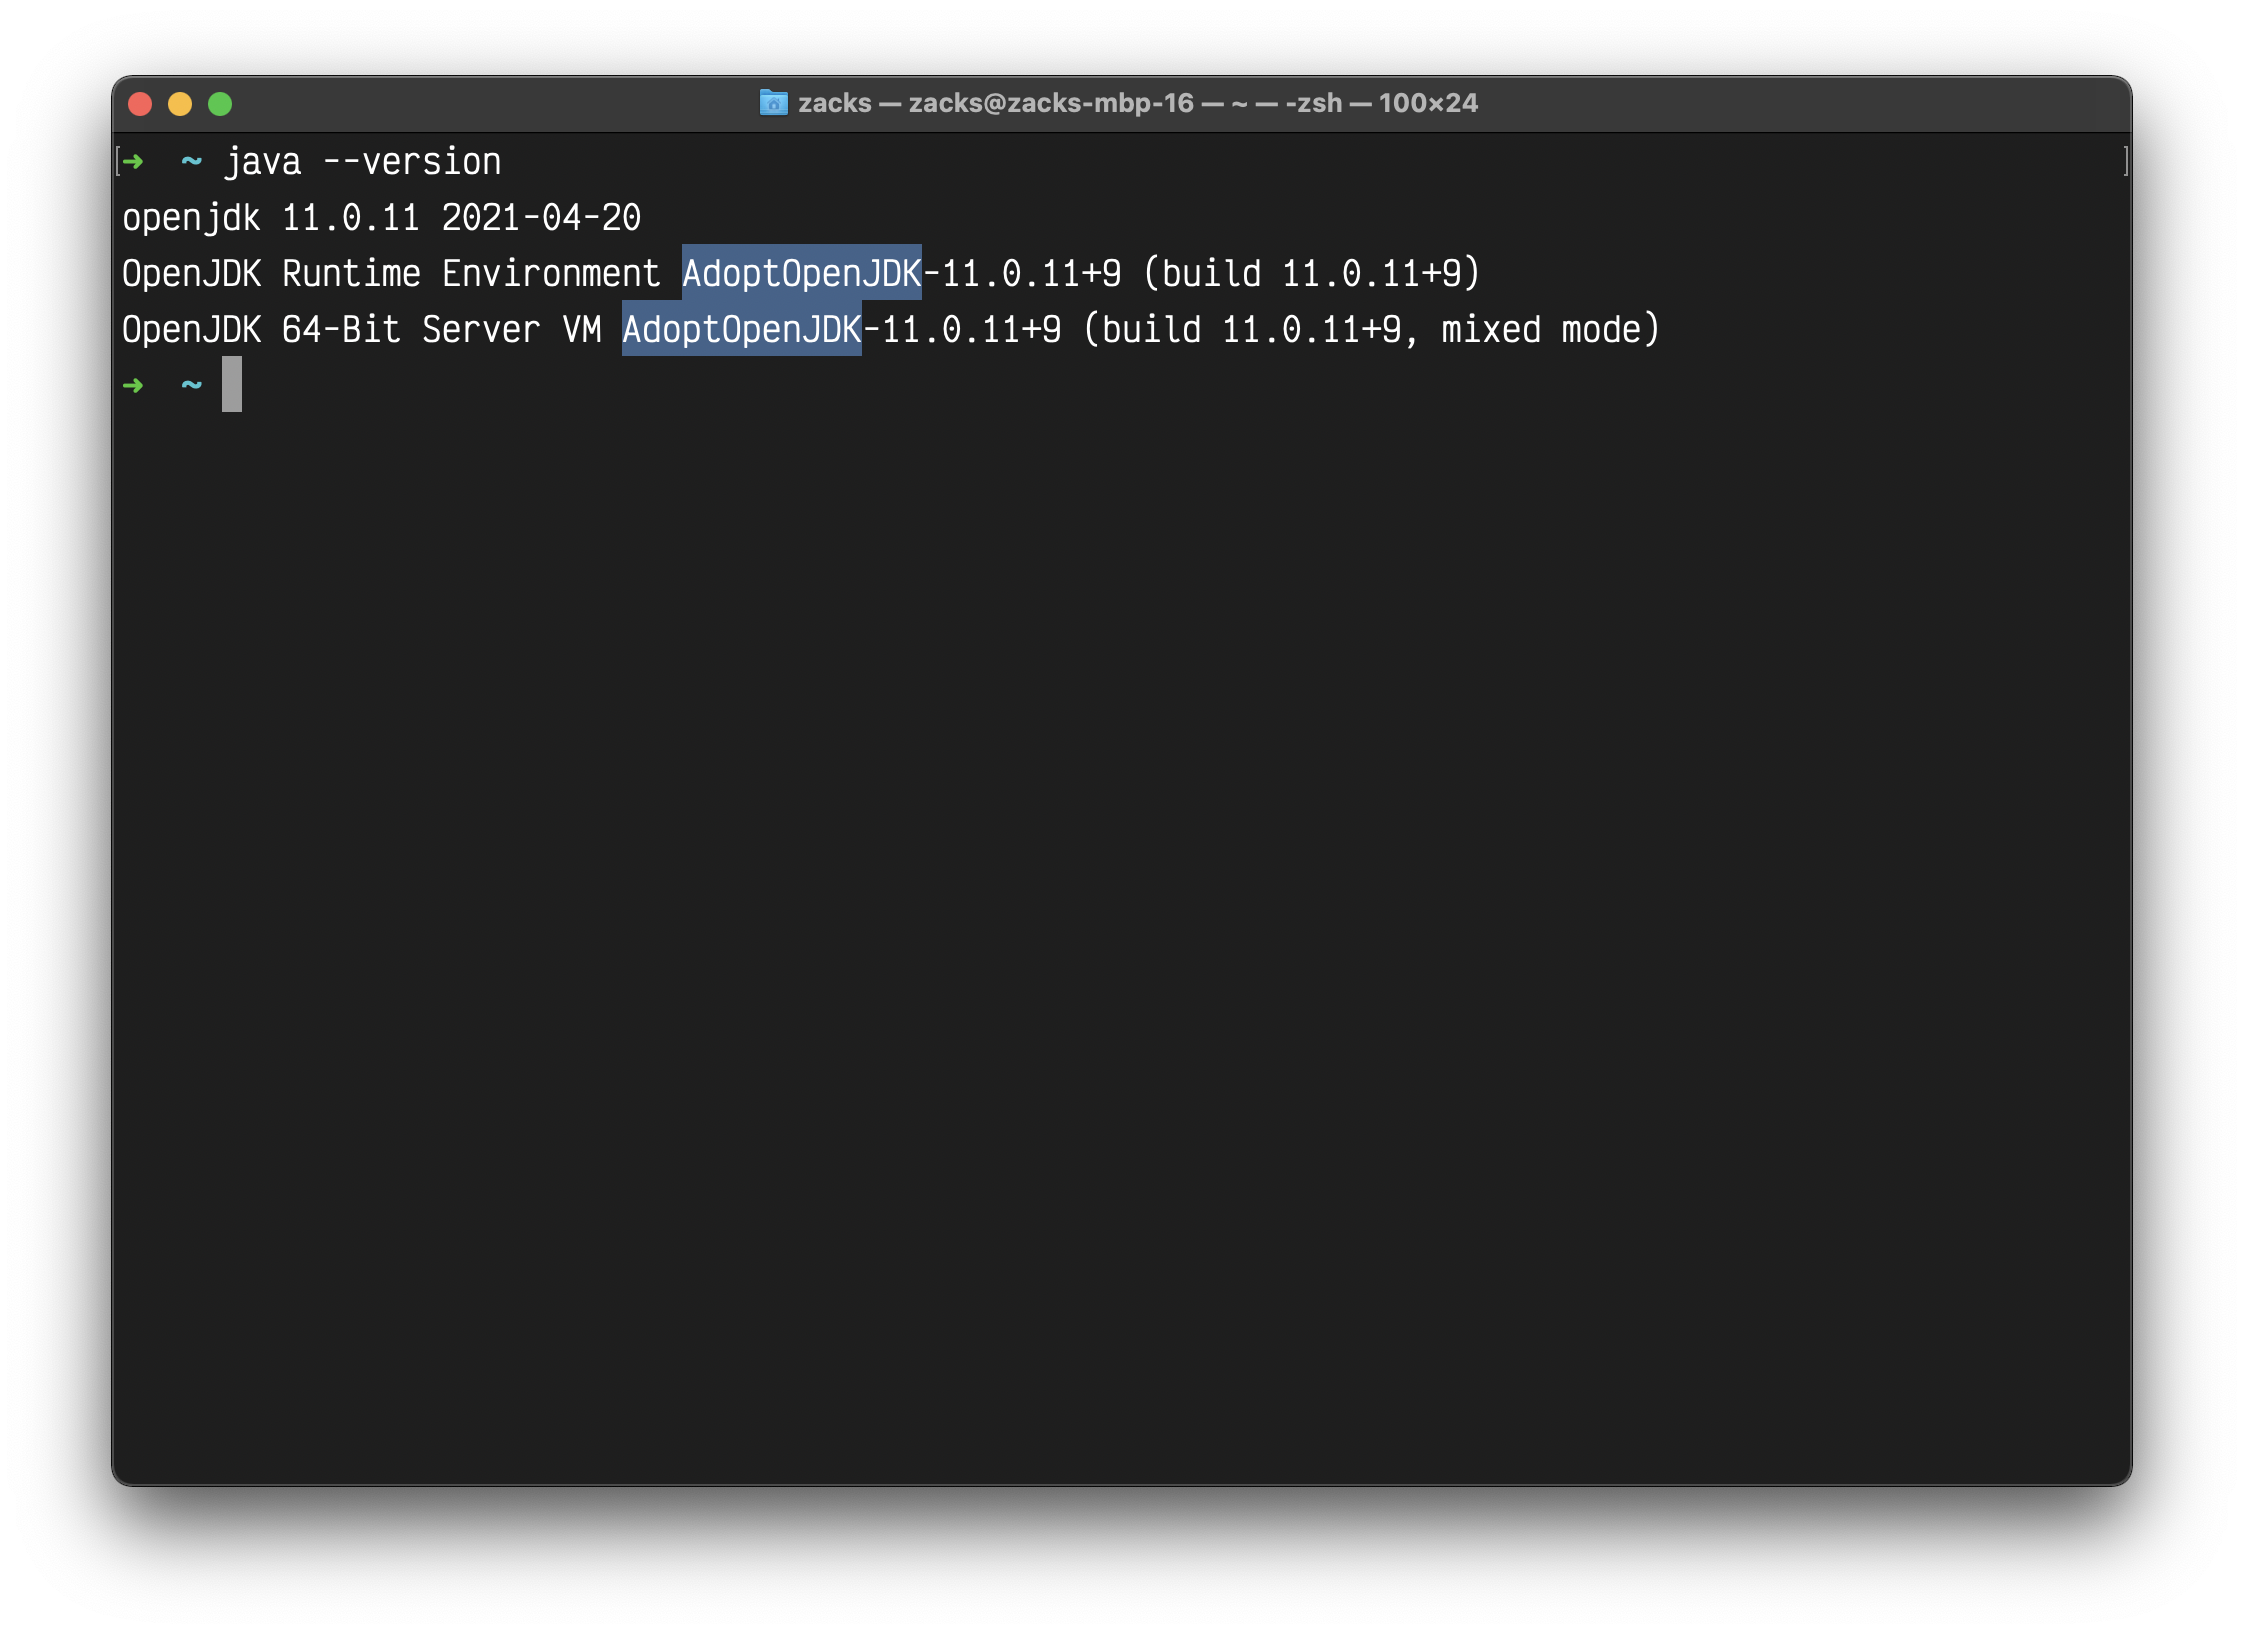 zacks — zacks@zacks-mbp-16 — ~ — -zsh — 100×24
[➜  ~ java --version ]
openjdk 11.0.11 2021-04-20
OpenJDK Runtime Environment AdoptOpenJDK-11.0.11+9 (build 11.0.11+9)
OpenJDK 64-Bit Server VM AdoptOpenJDK-11.0.11+9 (build 11.0.11+9, mixed mode)
➜  ~